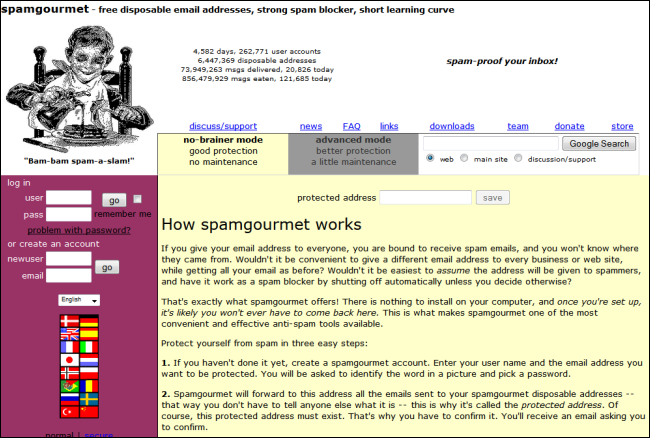 spamgourmet - free disposable email addresses, strong spam blocker, short learning curve
4,582 days, 262,771 user accounts
6,447,369 disposable addresses
73,949,263 msgs delivered, 20,826 today
856,479,929 msgs eaten, 121,685 today
spam-proof your inbox!
"Bam-bam spam-a-slam!"
discuss/support news FAQ links downloads team donate store
no-brainer mode
good protection
no maintenance
advanced mode
better protection
a little maintenance
Google Search
web main site discussion/support
log in
user go
pass remember me
problem with password?
or create an account
newuser
email go
English
normal | secure
protected address save
How spamgourmet works
If you give your email address to everyone, you are bound to receive spam emails, and you won't know where
they came from. Wouldn't it be convenient to give a different email address to every business or web site,
while getting all your email as before? Wouldn't it be easiest to assume the address will be given to spammers,
and have it work as a spam blocker by shutting off automatically unless you decide otherwise?
That's exactly what spamgourmet offers! There is nothing to install on your computer, and once you're set up,
it's likely you won't ever have to come back here. This is what makes spamgourmet one of the most
convenient and effective anti-spam tools available.
Protect yourself from spam in three easy steps:
1. If you haven't done it yet, create a spamgourmet account. Enter your user name and the email address you
want to be protected. You will be asked to identify the word in a picture and pick a password.
2. Spamgourmet will forward to this address all the emails sent to your spamgourmet disposable addresses --
that way you don't have to tell anyone else what it is -- this is why it's called the protected address. Of
course, this protected address must exist. That's why you have to confirm it. You'll receive an email asking you
to confirm.